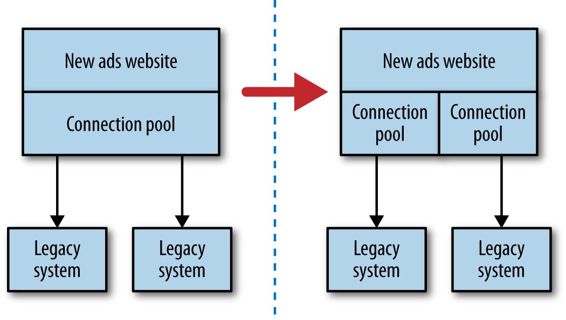 New ads website
Connection pool
Legacy
system
Legacy
system
New ads website
Connection
pool
Connection
pool
Legacy
system
Legacy
system